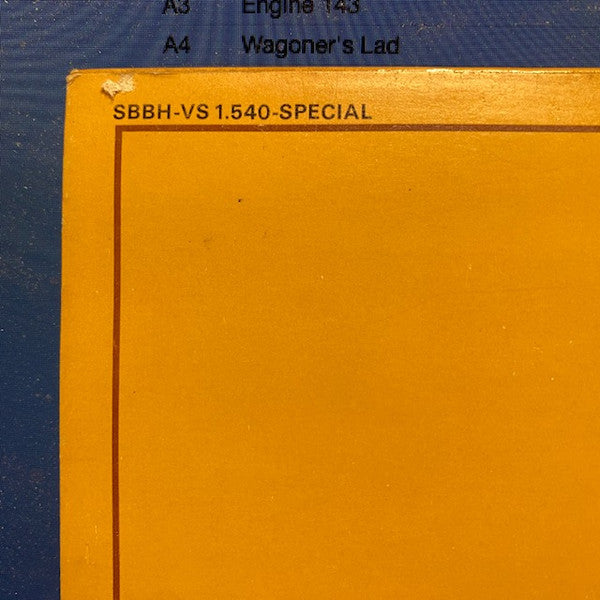 A3 Engine 143
A4 Wagoner's Lad
SBBH-VS 1.540-SPECIAL